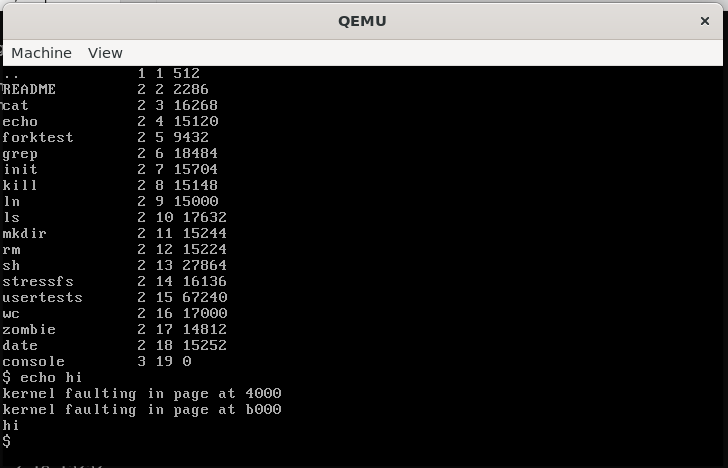 QEMU
Machine View
.. 1 1 512
README 2 2 2286
cat 2 3 16268
echo 2 4 15120
forktest 2 5 9432
grep 2 6 18484
init 2 7 15704
kill 2 8 15148
ln 2 9 15000
ls 2 10 17632
mkdir 2 11 15244
rm 2 12 15224
sh 2 13 27864
stressfs 2 14 16136
usertests 2 15 67240
wc 2 16 17000
zombie 2 17 14812
date 2 18 15252
console 3 19 0
$ echo hi
kernel faulting in page at 4000
kernel faulting in page at b000
hi
$